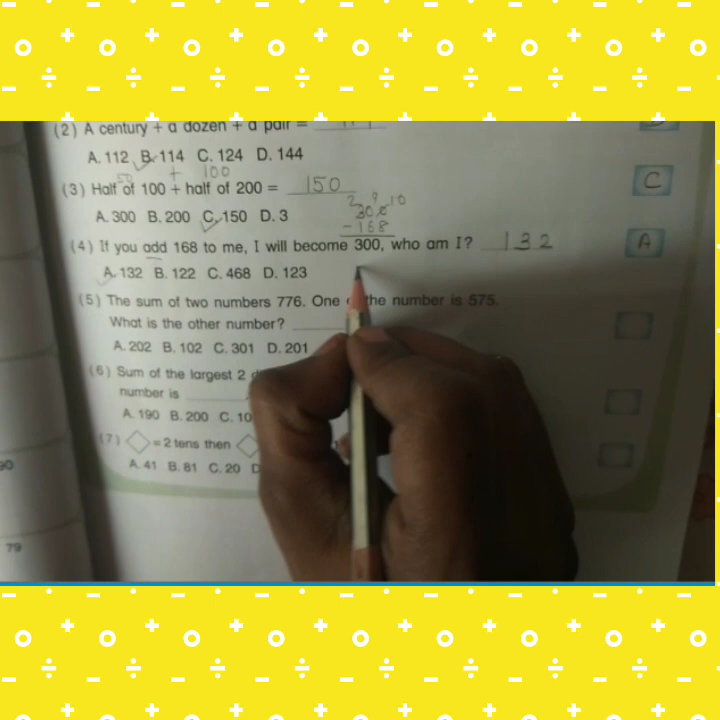 (2) A century + a dozen + a pair =
A. 112 B. 114 C. 124 D. 144
50 + 100
(3) Half of 100 + half of 200 = 150
C
A. 300 B. 200 C. 150 D. 3
2 9 10
300
-168
(4) If you add 168 to me, I will become 300, who am I? 132
A
A. 132 B. 122 C. 468 D. 123
(5) The sum of two numbers 776. One the number is 575.
What is the other number?
A. 202 B. 102 C. 301 D. 201
(6) Sum of the largest 2
number is
A. 190 B. 200 C. 10
(7) = 2 tens then
A. 41 B. 81 C. 20 D
90
79